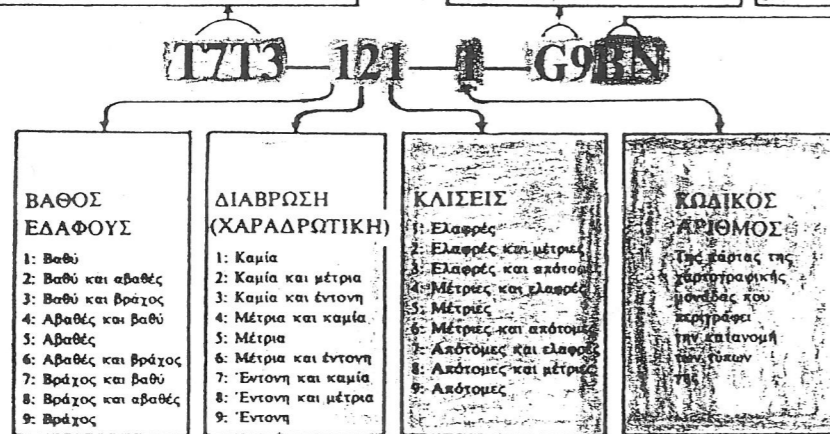 T7T3 — 121 — 1 — G9BN
ΒΑΘΟΣ
ΕΔΑΦΟΥΣ
1: Βαθύ
2: Βαθύ και αβαθές
3: Βαθύ και βράχος
4: Αβαθές και βαθύ
5: Αβαθές
6: Αβαθές και βράχος
7: Βράχος και βαθύ
8: Βράχος και αβαθές
9: Βράχος
ΔΙΑΒΡΩΣΗ
(ΧΑΡΑΔΡΩΤΙΚΗ)
1: Καμία
2: Καμία και μέτρια
3: Καμία και έντονη
4: Μέτρια και καμία
5: Μέτρια
6: Μέτρια και έντονη
7: Έντονη και καμία
8: Έντονη και μέτρια
9: Έντονη
ΚΛΙΣΕΙΣ
1: Ελαφρές
2: Ελαφρές και μέτριες
3: Ελαφρές και απότομες
4: Μέτριες και ελαφρές
5: Μέτριες
6: Μέτριες και απότομες
7: Απότομες και ελαφρές
8: Απότομες και μέτριες
9: Απότομες
ΚΩΔΙΚΟΣ
ΑΡΙΘΜΟΣ
Της κάρτας της
χαρτογραφικής
μονάδας που
περιγράφει
την κατανομή
των τύπων
της